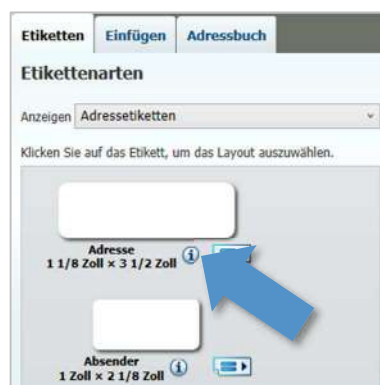 Etiketten Einfügen Adressbuch
Etikettenarten
Anzeigen Adressetiketten
Klicken Sie auf das Etikett, um das Layout auszuwählen.
Adresse
1 1/8 Zoll × 3 1/2 Zoll
Absender
1 Zoll × 2 1/8 Zoll